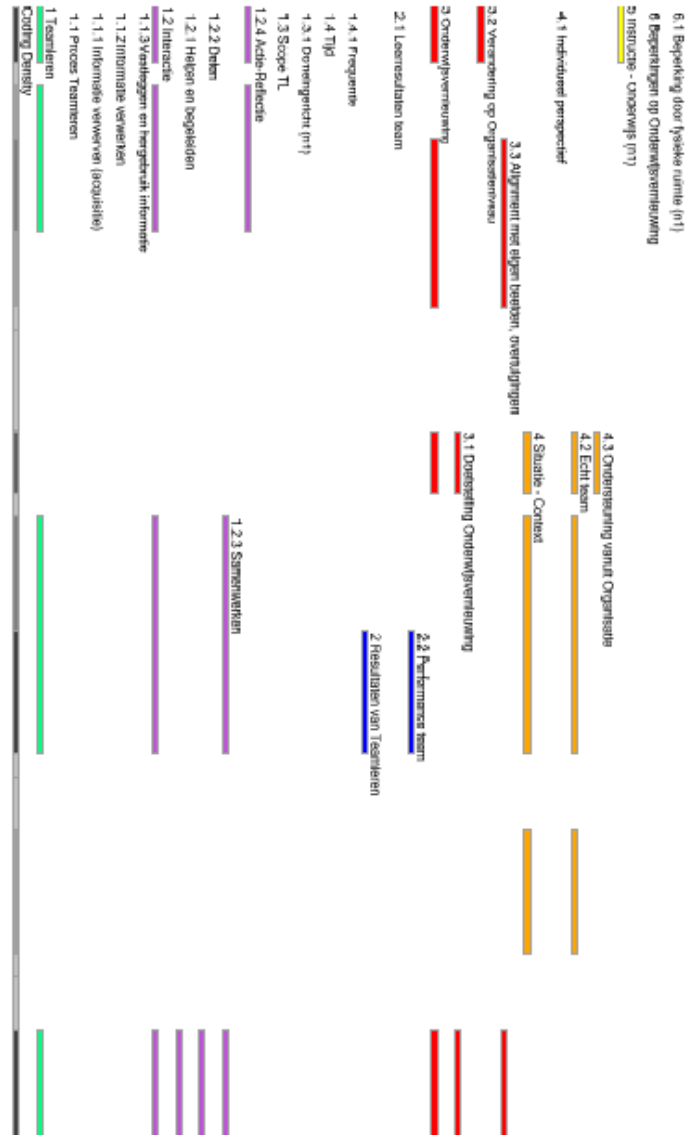 Coding Density
1 Teamleren
1.1 Proces Teamleren
1.1.1 Informatie verwerven (acquisitie)
1.1.2 Informatie verwerken
1.1.3 Vastleggen en hergebruik informatie
1.2 Interactie
1.2.1 Helpen en begeleiden
1.2.2 Delen
1.2.3 Samenwerken
1.2.4 Actie-Reflectie
1.3 Scope TL
1.3.1 Domeingericht (n1)
1.4 Tijd
1.4.1 Frequentie
2 Resultaten van Teamleren
2.1 Leerresultaten team
2.2 Performance team
3 Onderwijsvernieuwing
3.1 Doelstelling Onderwijsvernieuwing
3.2 Verandering op Organisatieniveau
3.3 Alignment met eigen beelden, overtuigingen
4 Situatie - Context
4.1 Individueel perspectief
4.2 Echt team
4.3 Ondersteuning vanuit Organisatie
5 Instructie - Onderwijs (n1)
6 Beperkingen op Onderwijsvernieuwing
6.1 Beperking door fysieke ruimte (n1)